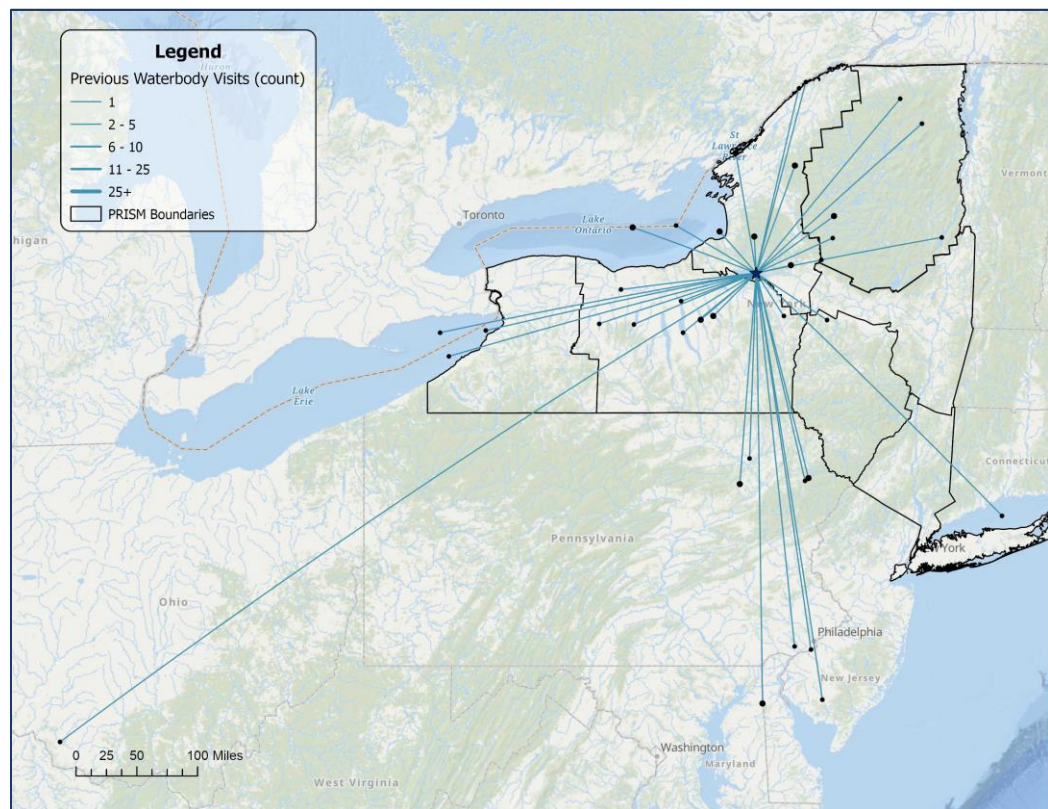 Legend
Previous Waterbody Visits (count)
1
2 - 5
6 - 10
11 - 25
25+
PRISM Boundaries
Huron
St
Lawrence
River
Vermont
Toronto
Lake
Ontario
higan
New York
Lake
Erie
Connecticut
York
Pennsylvania
Ohio
Philadelphia
New Jersey
0 25 50 100 Miles
Washington
Maryland
West Virginia